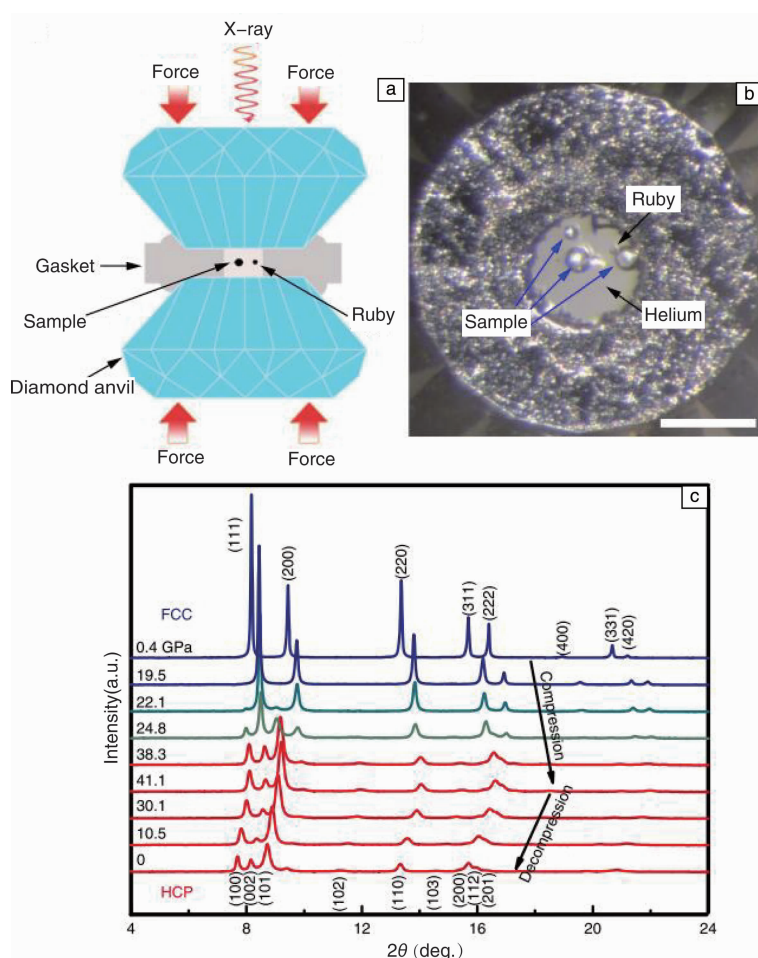 X-ray
Force
Force
a
b
Gasket
Sample
Ruby
Diamond anvil
Force
Force
Ruby
Sample
Helium
c
(111)
(200)
(220)
(311)
(222)
(400)
(331)
(420)
FCC
0.4 GPa
19.5
22.1
24.8
38.3
41.1
30.1
10.5
0
HCP
Compression
Decompression
(100)
(002)
(101)
(102)
(110)
(103)
(200)
(112)
(201)
Intensity(a.u.)
4
8
12
16
20
24
2θ (deg.)